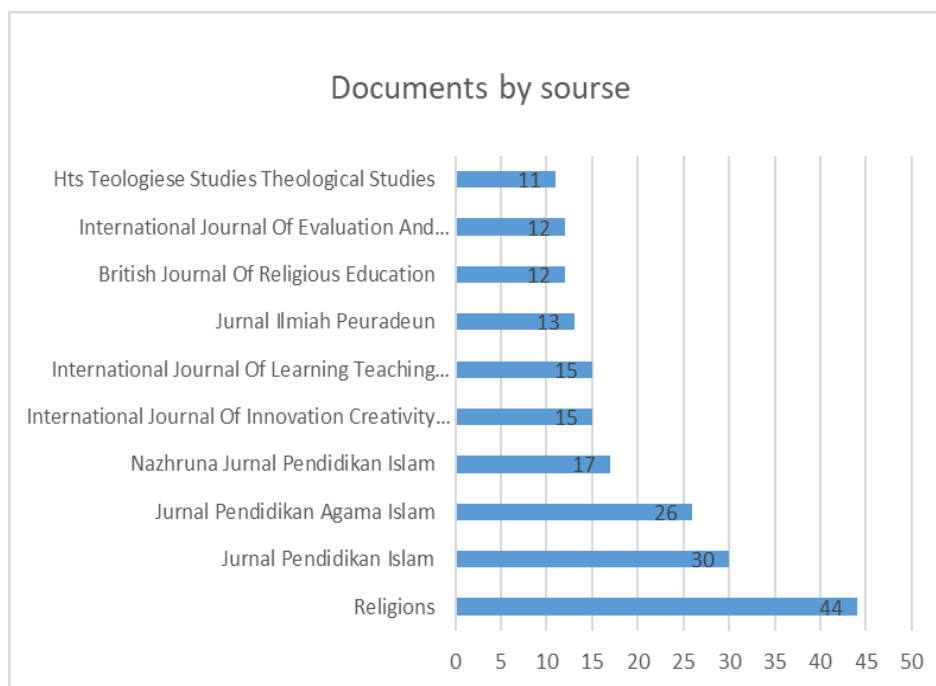 Documents by sourse
Hts Teologiese Studies Theological Studies 11
International Journal Of Evaluation And... 12
British Journal Of Religious Education 12
Jurnal Ilmiah Peuradeun 13
International Journal Of Learning Teaching... 15
International Journal Of Innovation Creativity... 15
Nazhruna Jurnal Pendidikan Islam 17
Jurnal Pendidikan Agama Islam 26
Jurnal Pendidikan Islam 30
Religions 44
0 5 10 15 20 25 30 35 40 45 50